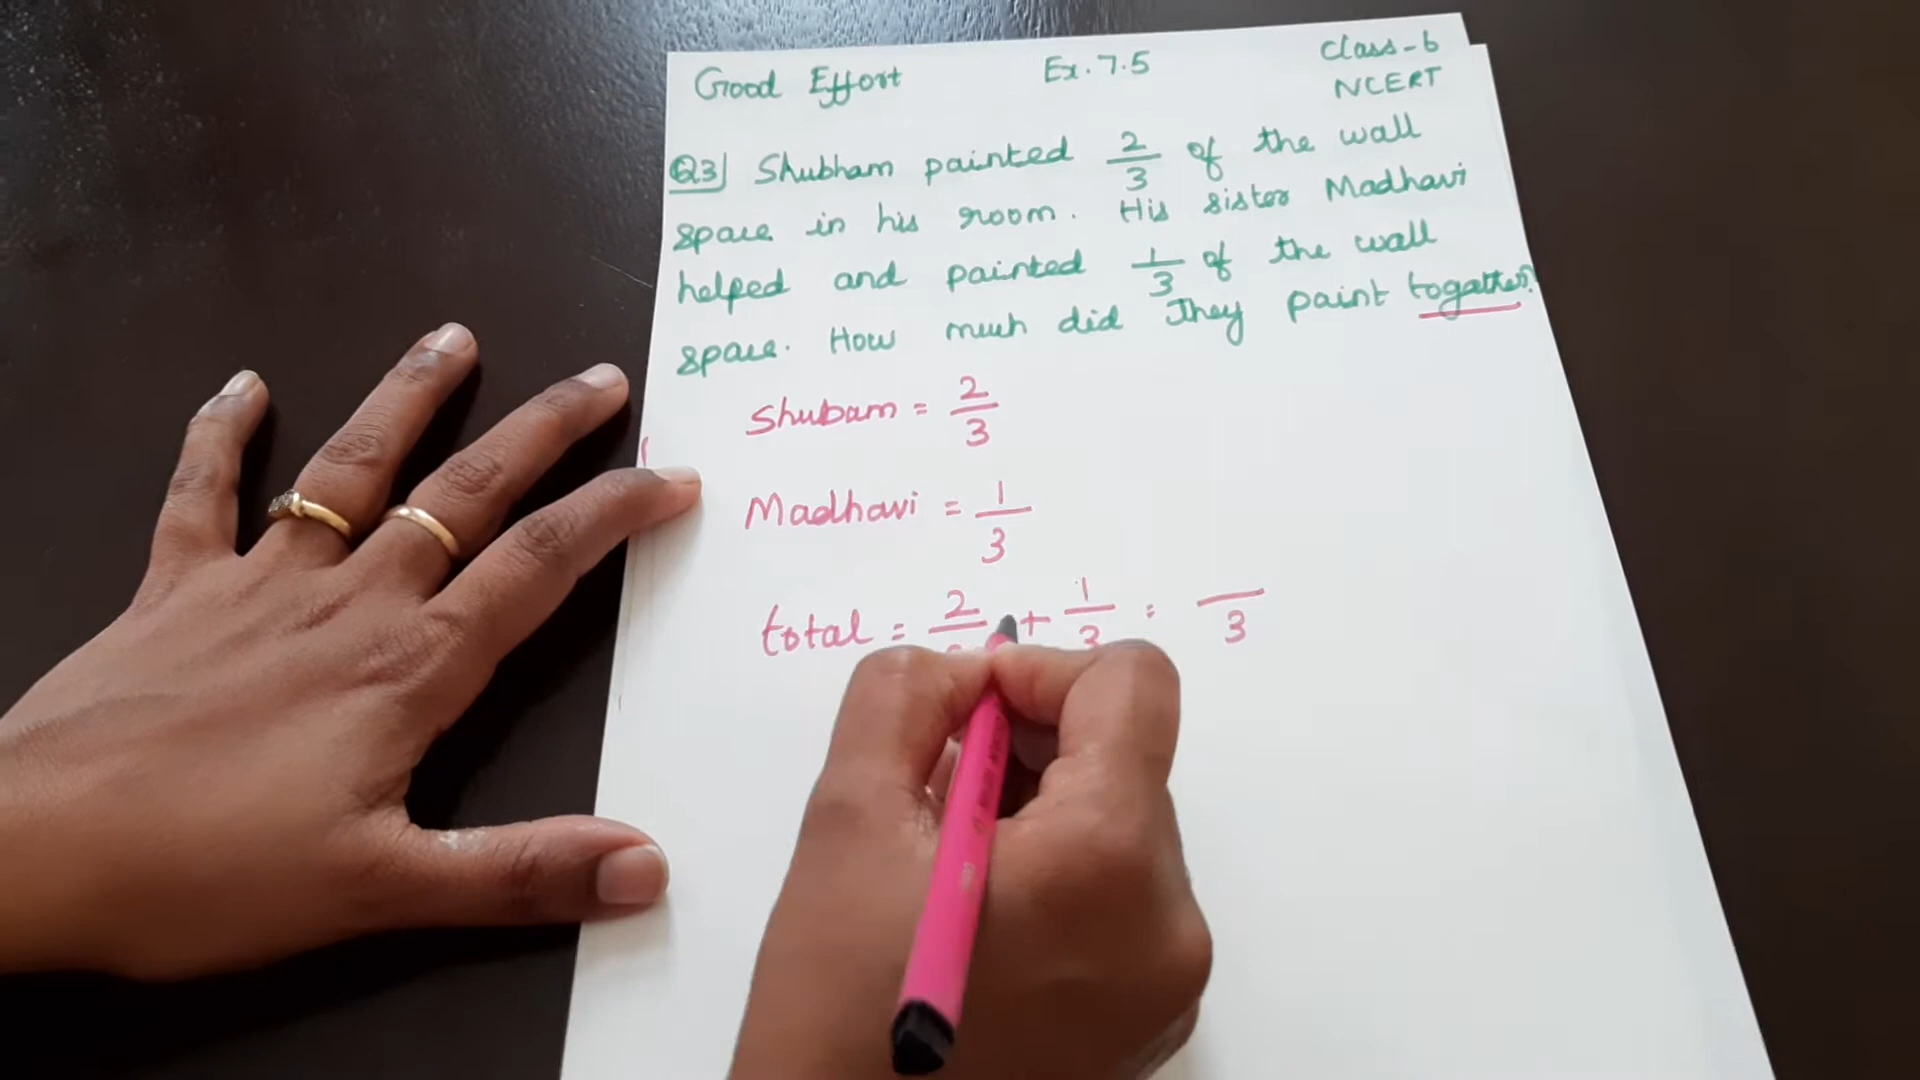 Good Effort Ex. 7.5 Class-6
NCERT
Q3] Shubham painted 2/3 of the wall
space in his room. His sister Madhavi
helped and painted 1/3 of the wall
space. How much did They paint togather?
Shubam = 2/3
Madhavi = 1/3
total = 2/ + 1/3 = /3